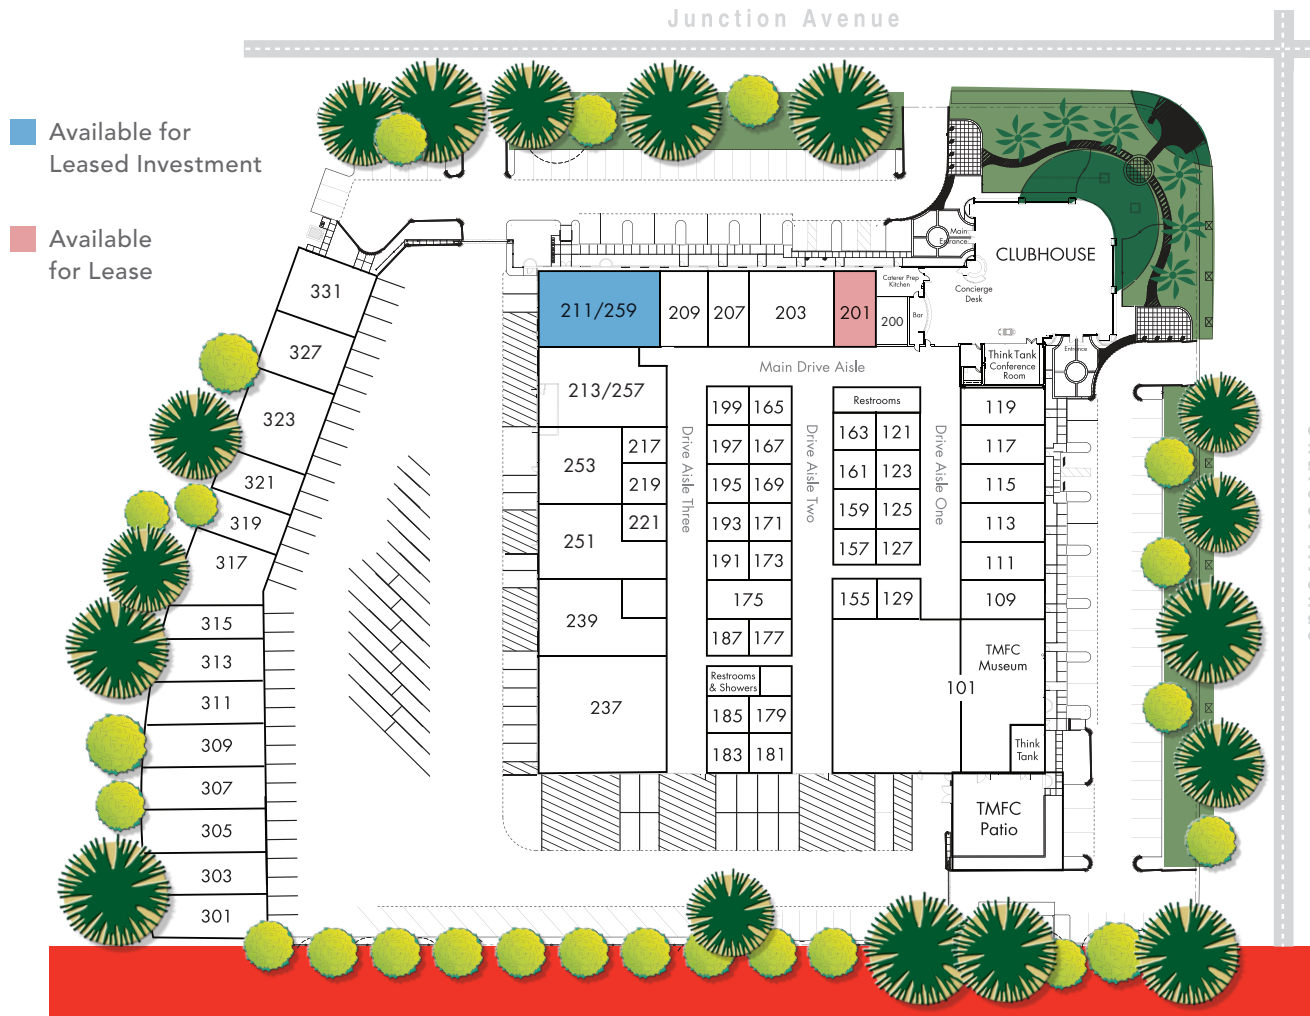 Junction Avenue
Available for
Leased Investment
Available
for Lease
Main
Entrance
CLUBHOUSE
Concierge
Desk
Caterer Prep
Kitchen
Bar
211/259
209
207
203
201
200
331
327
323
321
319
317
315
313
311
309
307
305
303
301
Main Drive Aisle
Think Tank
Conference
Room
Entrance
213/257
253
217
219
221
251
239
237
Drive Aisle Three
199
165
197
167
195
169
193
171
191
173
175
187
177
Restrooms
& Showers
185
179
183
181
Drive Aisle Two
Restrooms
163
121
161
123
159
125
157
127
155
129
Drive Aisle One
119
117
115
113
111
109
TMFC
Museum
101
Think
Tank
TMFC
Patio